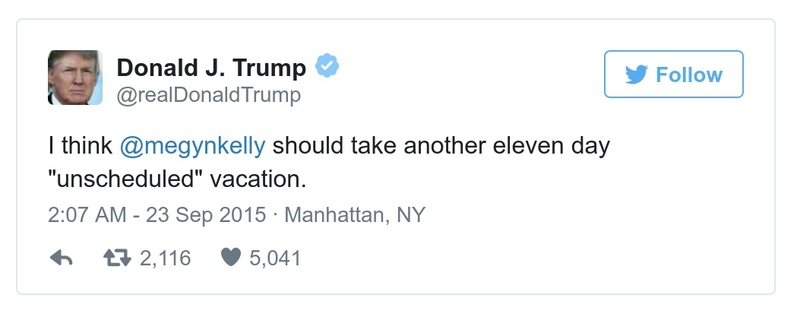 Donald J. Trump
@realDonaldTrump
Follow
I think @megynkelly should take another eleven day
"unscheduled" vacation.
2:07 AM - 23 Sep 2015 · Manhattan, NY
2,116 5,041